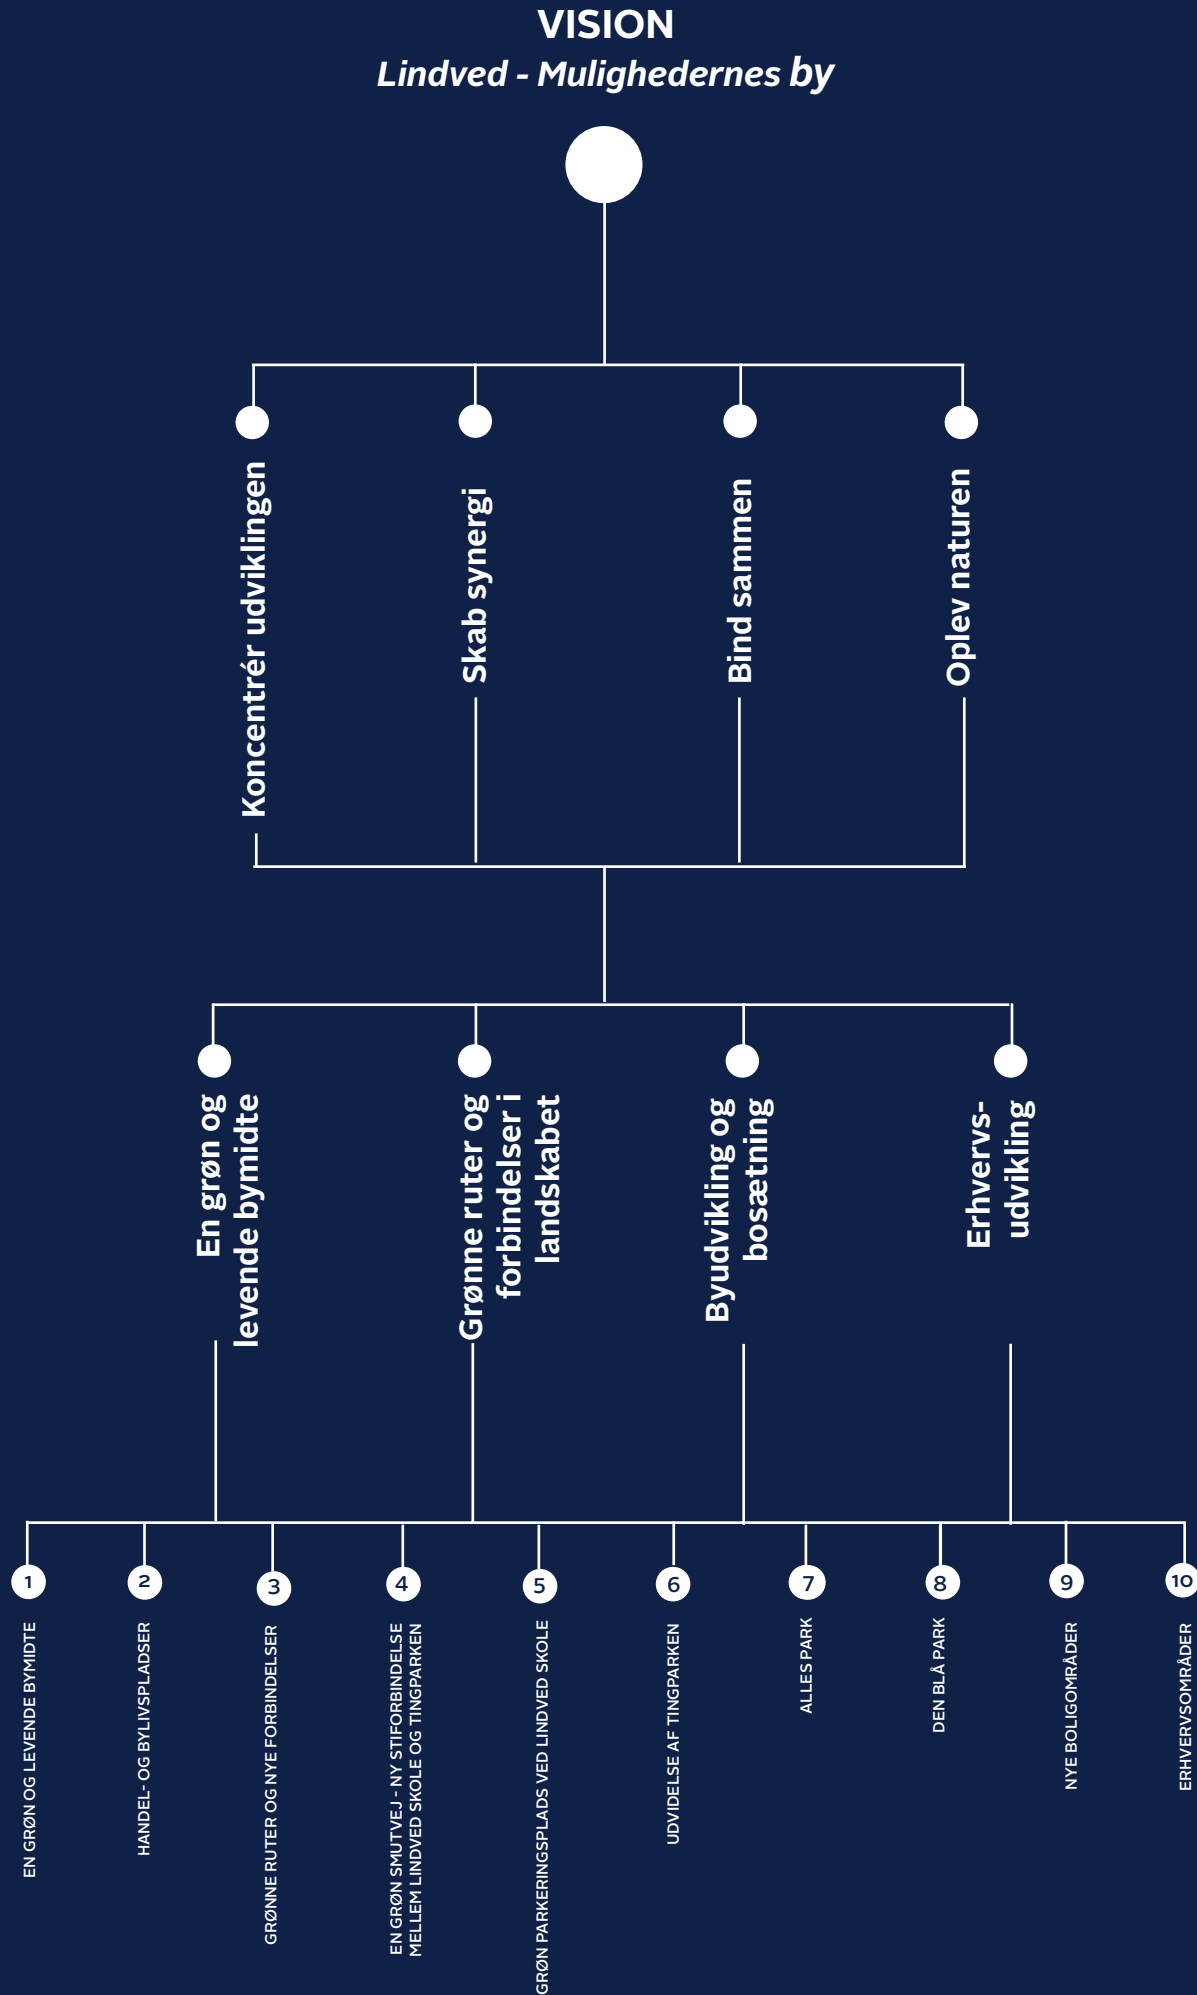 VISION
Lindved - Mulighedernes by
Koncentrér udviklingen
Skab synergi
Bind sammen
Oplev naturen
En grøn og
levende bymidte
Grønne ruter og
forbindelser i
landskabet
Byudvikling og
bosætning
Erhvervs-
udvikling
1
EN GRØN OG LEVENDE BYMIDTE
2
HANDEL- OG BYLIVSPLADSER
3
GRØNNE RUTER OG NYE FORBINDELSER
4
EN GRØN SMUTVEJ - NY STIFORBINDELSE
MELLEM LINDVED SKOLE OG TINGPARKEN
5
GRØN PARKERINGSPLADS VED LINDVED SKOLE
6
UDVIDELSE AF TINGPARKEN
7
ALLES PARK
8
DEN BLÅ PARK
9
NYE BOLIGOMRÅDER
10
ERHVERVSOMRÅDER